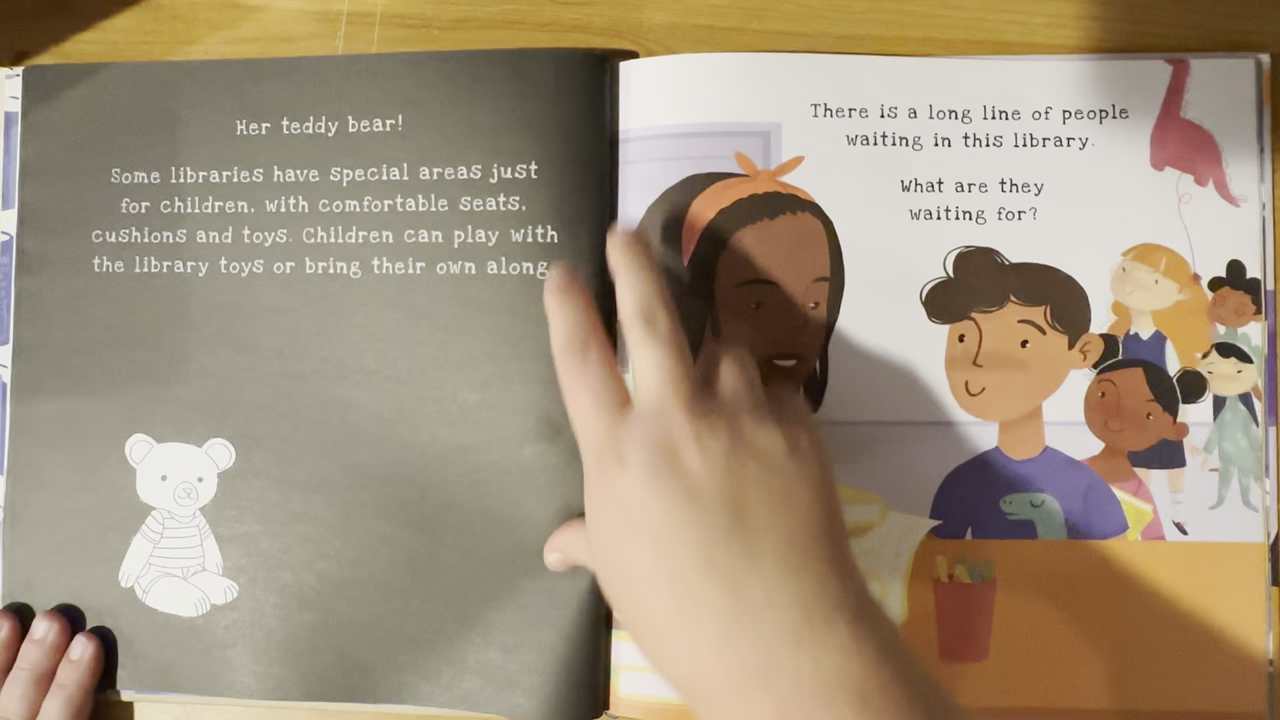 Her teddy bear!
Some libraries have special areas just
for children, with comfortable seats,
cushions and toys. Children can play with
the library toys or bring their own along.
There is a long line of people
waiting in this library.
What are they
waiting for?